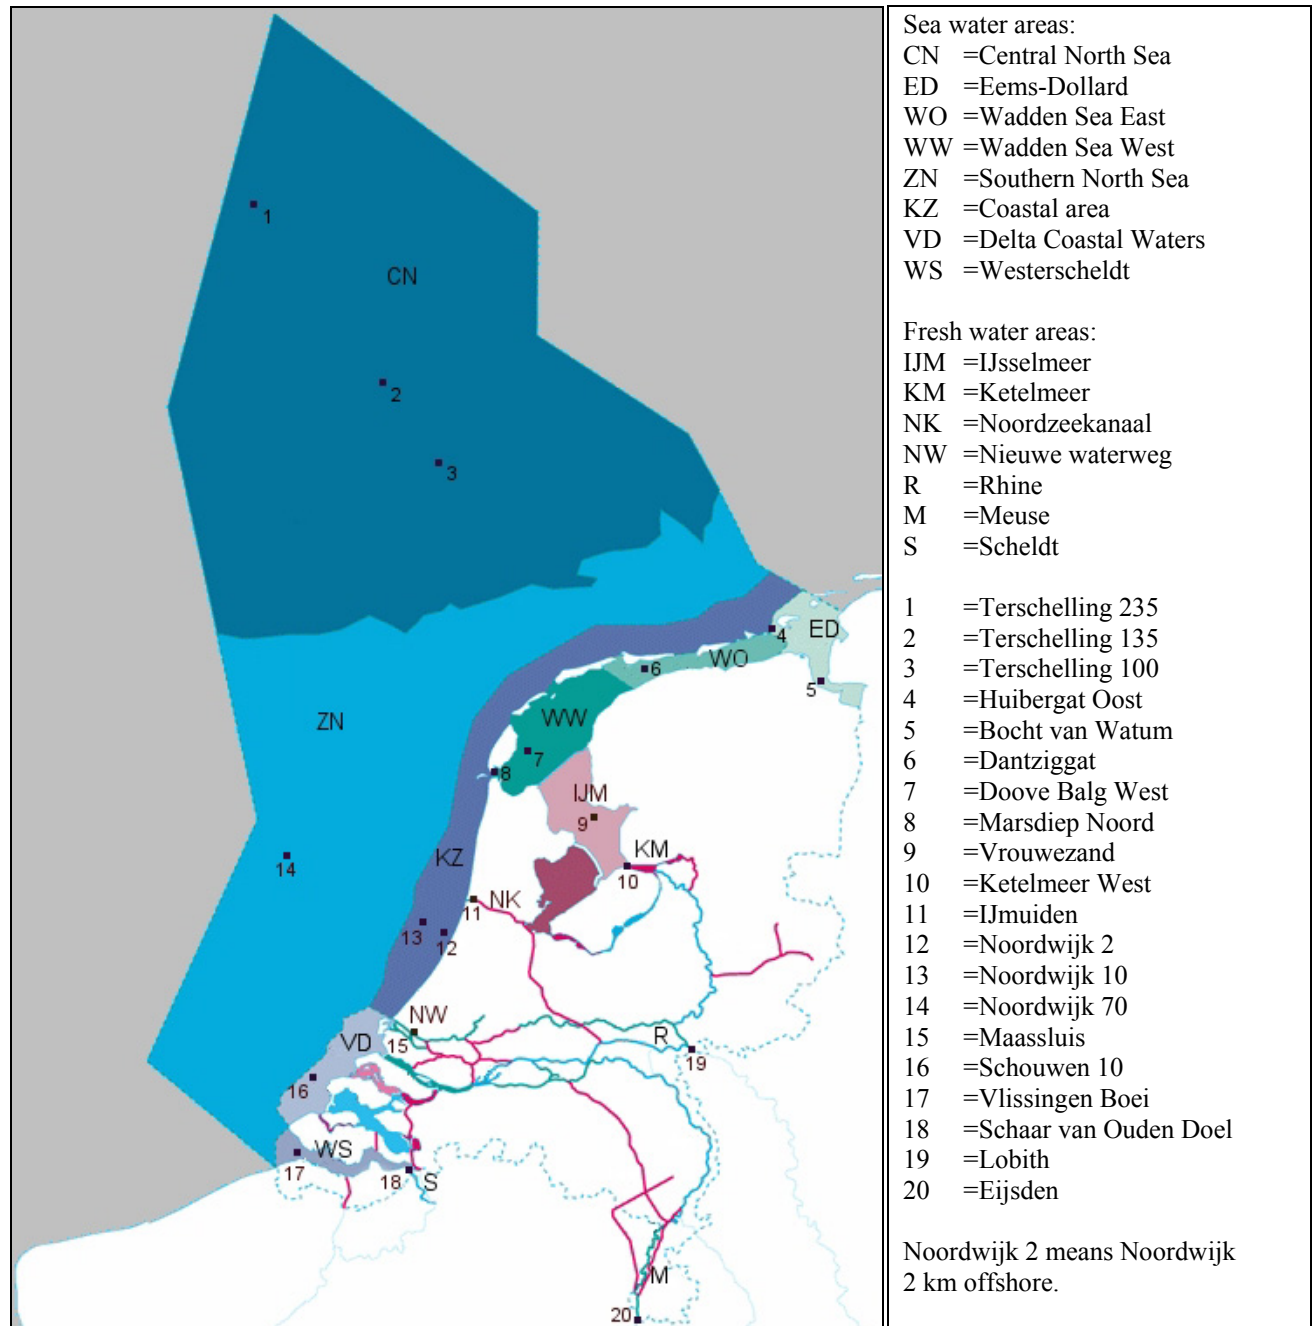 1
CN
2
3
4
ED
WO
6
5
ZN
WW
7
8
IJM
9
KZ
KM
14
10
NK
11
13
12
NW
VD
15
R
19
16
WS
17
18
S
M
20
Sea water areas:
CN =Central North Sea
ED =Eems-Dollard
WO =Wadden Sea East
WW =Wadden Sea West
ZN =Southern North Sea
KZ =Coastal area
VD =Delta Coastal Waters
WS =Westerscheldt
Fresh water areas:
IJM =IJsselmeer
KM =Ketelmeer
NK =Noordzeekanaal
NW =Nieuwe waterweg
R =Rhine
M =Meuse
S =Scheldt
1 =Terschelling 235
2 =Terschelling 135
3 =Terschelling 100
4 =Huibergat Oost
5 =Bocht van Watum
6 =Dantziggat
7 =Doove Balg West
8 =Marsdiep Noord
9 =Vrouwezand
10 =Ketelmeer West
11 =IJmuiden
12 =Noordwijk 2
13 =Noordwijk 10
14 =Noordwijk 70
15 =Maassluis
16 =Schouwen 10
17 =Vlissingen Boei
18 =Schaar van Ouden Doel
19 =Lobith
20 =Eijsden
Noordwijk 2 means Noordwijk
2 km offshore.